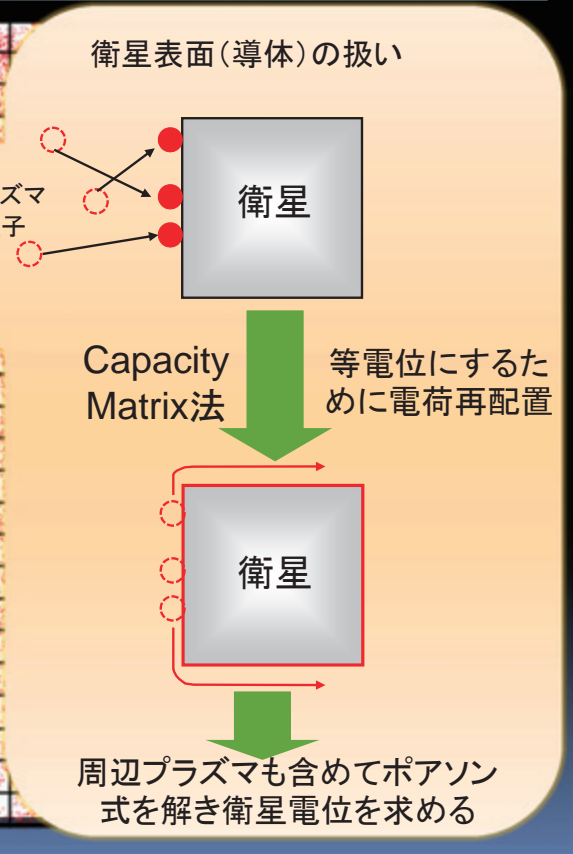 衛星表面(導体)の扱い
ズマ
子
衛星
Capacity
Matrix法
等電位にするた
めに電荷再配置
衛星
周辺プラズマも含めてポアソン
式を解き衛星電位を求める